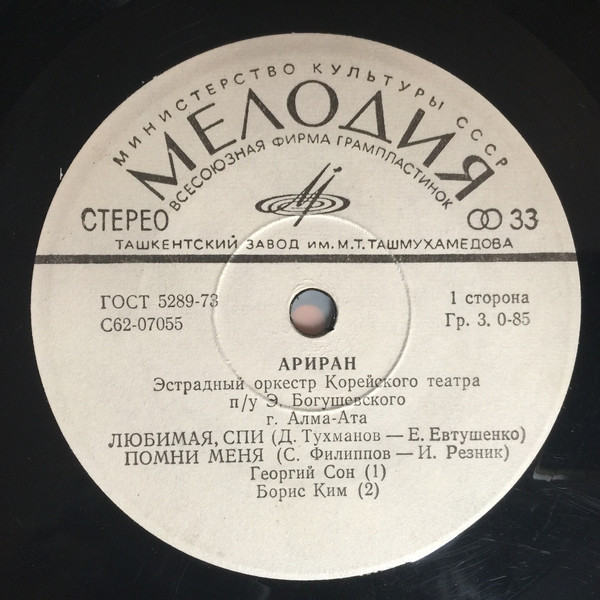 МИНИСТЕРСТВО КУЛЬТУРЫ СССР
МЕЛОДИЯ
ВСЕСОЮЗНАЯ ФИРМА ГРАМПЛАСТИНОК
СТЕРЕО 33
ТАШКЕНТСКИЙ ЗАВОД ИМ. М.Т. ТАШМУХАМЕДОВА
ГОСТ 5289-73 1 сторона
С62-07055 Гр. 3. 0-85
АРИРАН
Эстрадный оркестр Корейского театра
п/у Э. Богушевского
г. Алма-Ата
ЛЮБИМАЯ, СПИ (Д. Тухманов — Е. Евтушенко)
ПОМНИ МЕНЯ (С. Филиппов — И. Резник)
Георгий Сон (1)
Борис Ким (2)